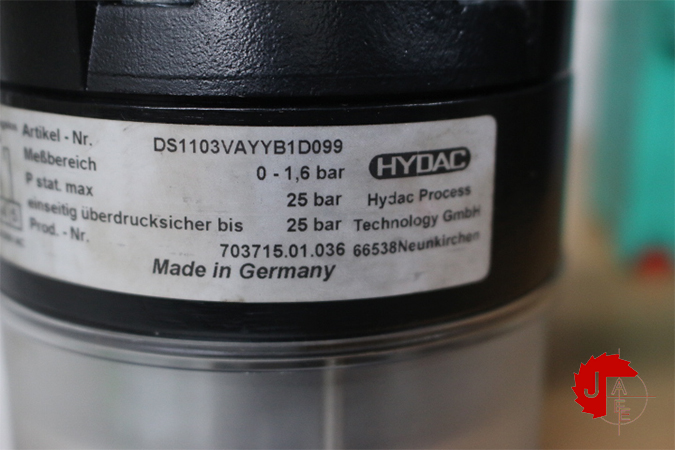 Artikel - Nr. DS1103VAYYB1D099
Meßbereich 0 - 1,6 bar
P stat. max 25 bar
einseitig überdrucksicher bis 25 bar
Prod. - Nr. 703715.01.036
Made in Germany
HYDAC
Hydac Process
Technology GmbH
66538Neunkirchen
J
A